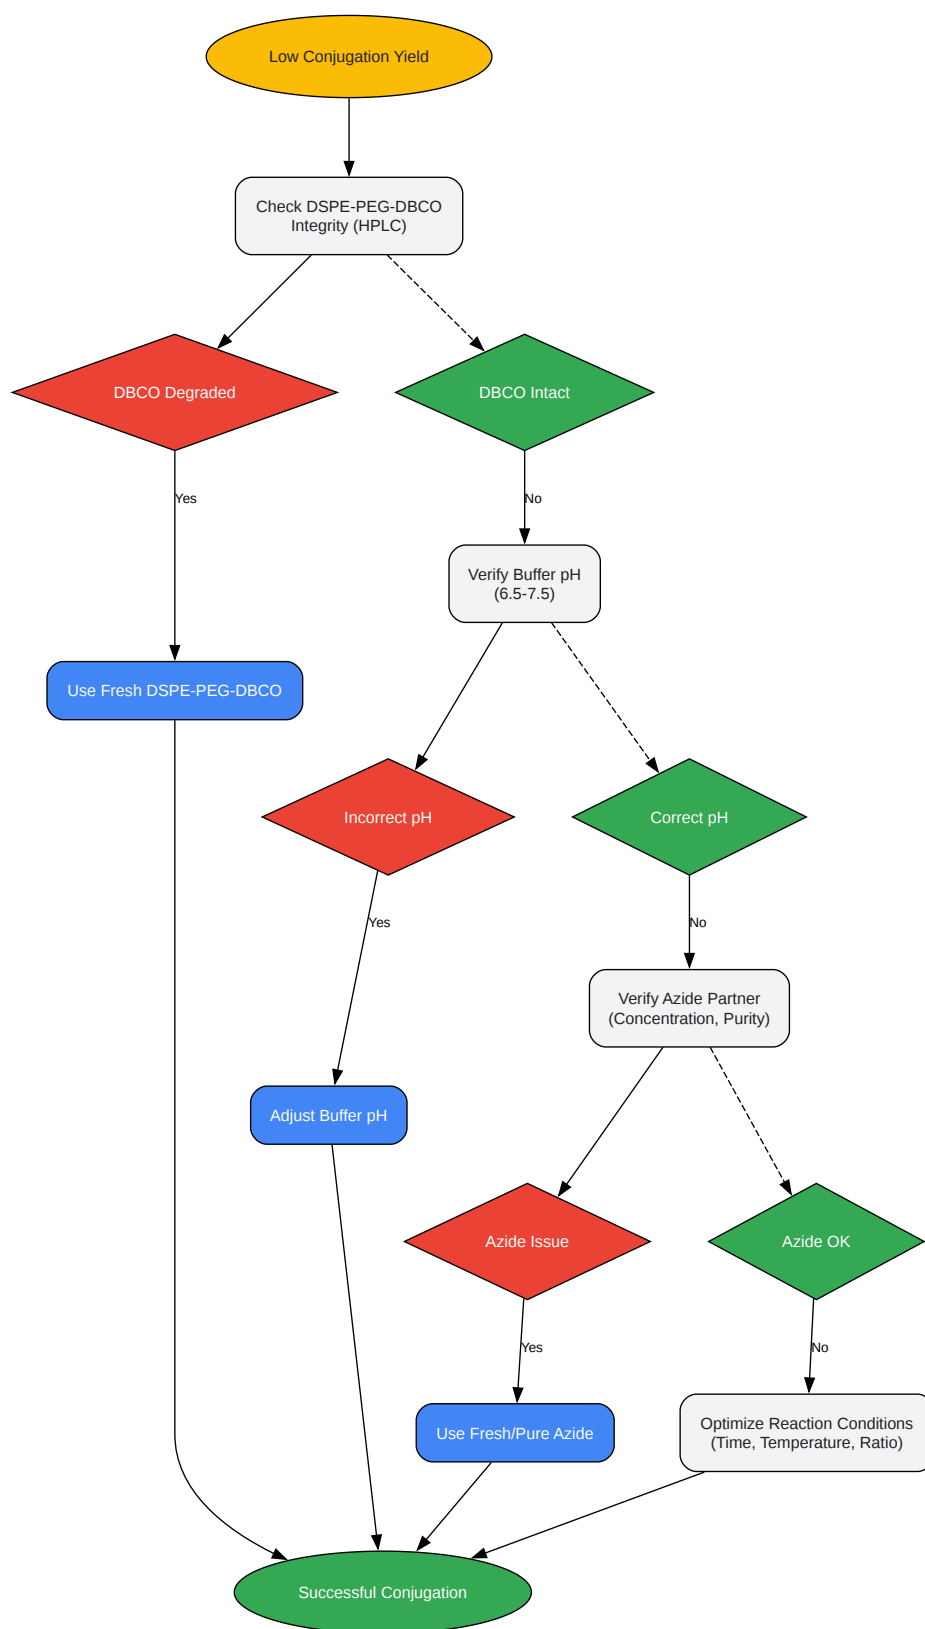 Low Conjugation Yield
Check DSPE-PEG-DBCO
Integrity (HPLC)
DBCO Degraded
DBCO Intact
Yes
No
Verify Buffer pH
(6.5-7.5)
Use Fresh DSPE-PEG-DBCO
Incorrect pH
Correct pH
Yes
No
Verify Azide Partner
(Concentration, Purity)
Adjust Buffer pH
Azide Issue
Azide OK
Yes
No
Use Fresh/Pure Azide
Optimize Reaction Conditions
(Time, Temperature, Ratio)
Successful Conjugation